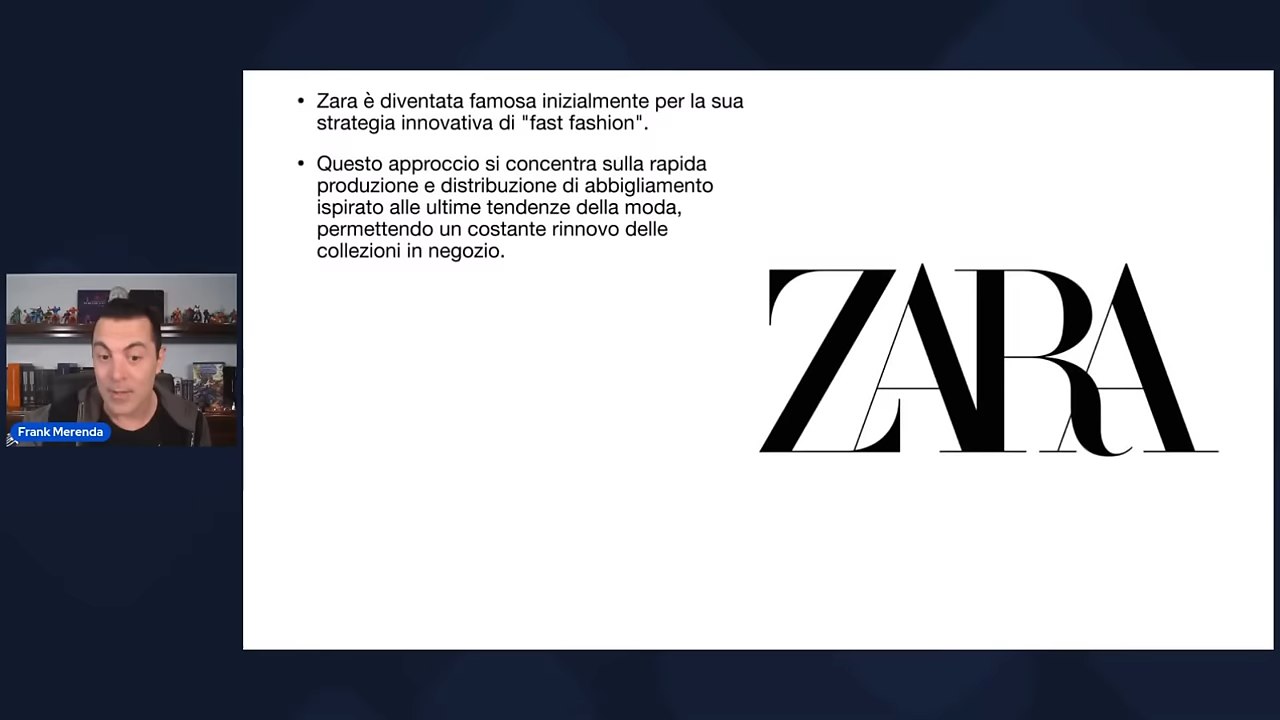 • Zara è diventata famosa inizialmente per la sua
strategia innovativa di "fast fashion".
• Questo approccio si concentra sulla rapida
produzione e distribuzione di abbigliamento
ispirato alle ultime tendenze della moda,
permettendo un costante rinnovo delle
collezioni in negozio.
ZARA
Frank Merenda